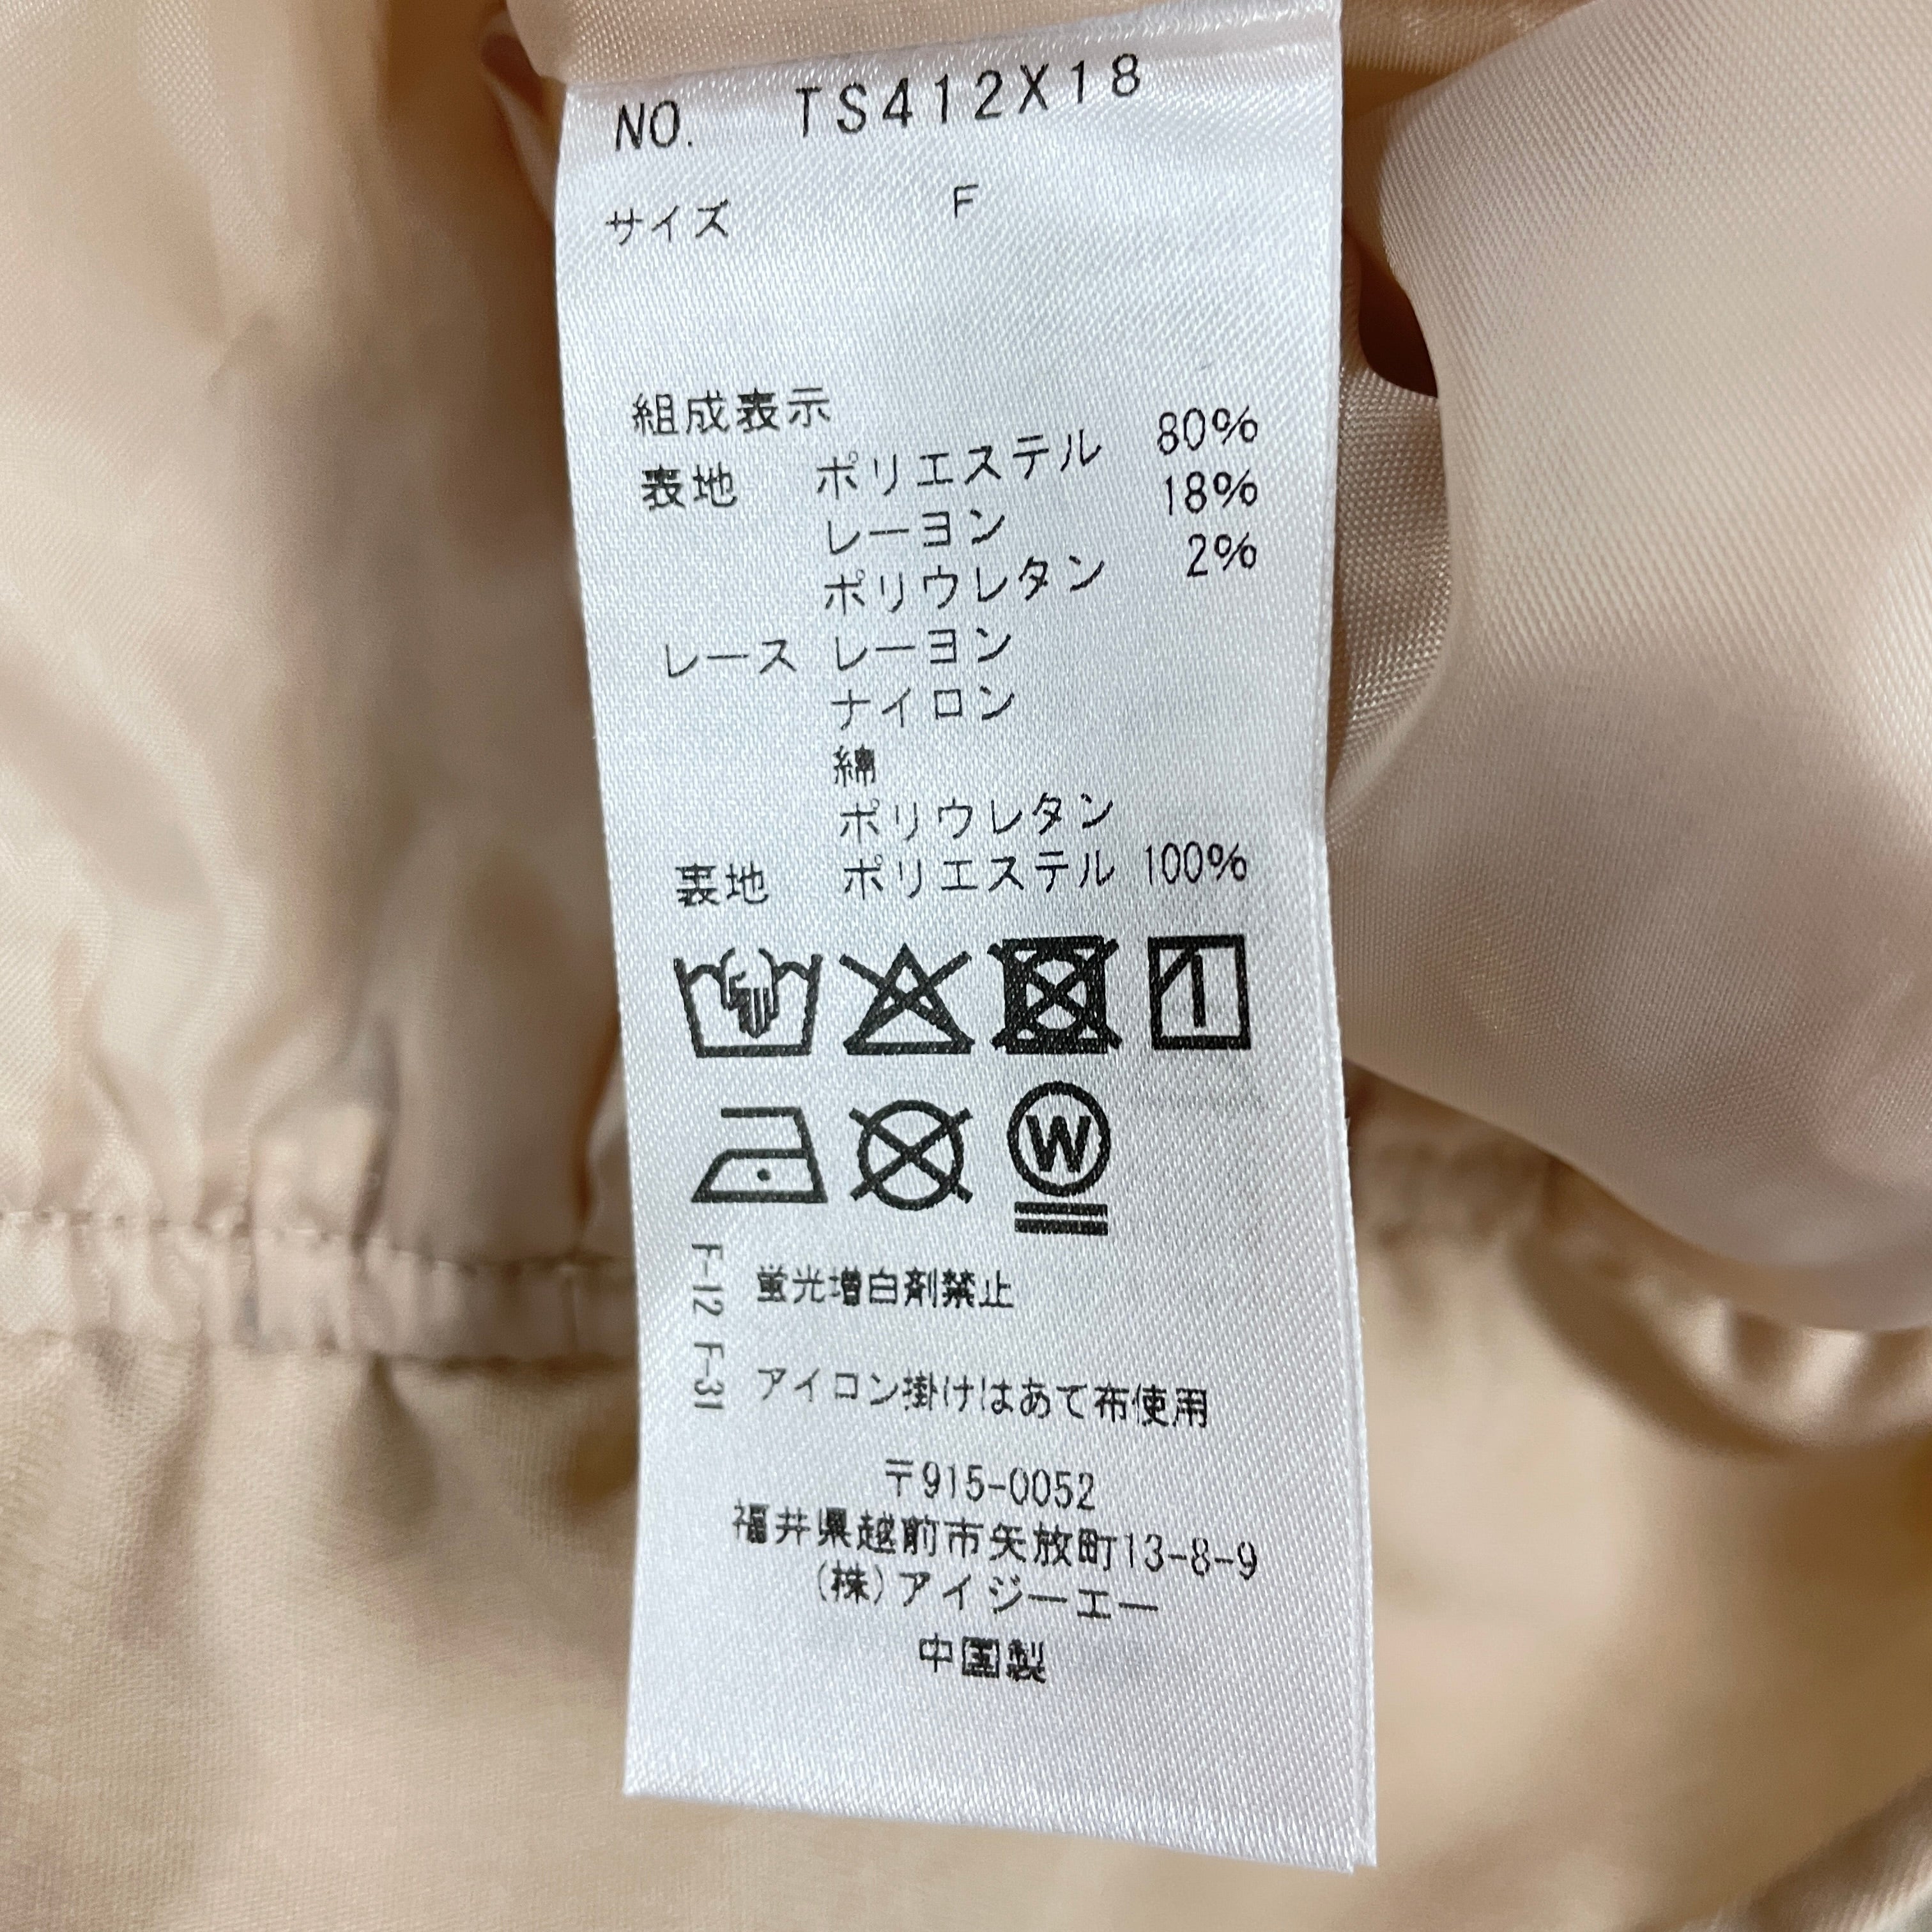 NO. TS412X18
サイズ F
組成表示
表地 ポリエステル 80%
レーヨン 18%
ポリウレタン 2%
レース レーヨン
ナイロン
綿
ポリウレタン
裏地 ポリエステル 100%
W
F-12 蛍光増白剤禁止
F-31 アイロン掛けはあて布使用
〒915-0052
福井県越前市矢放町13-8-9
(株)アイジーエー
中国製